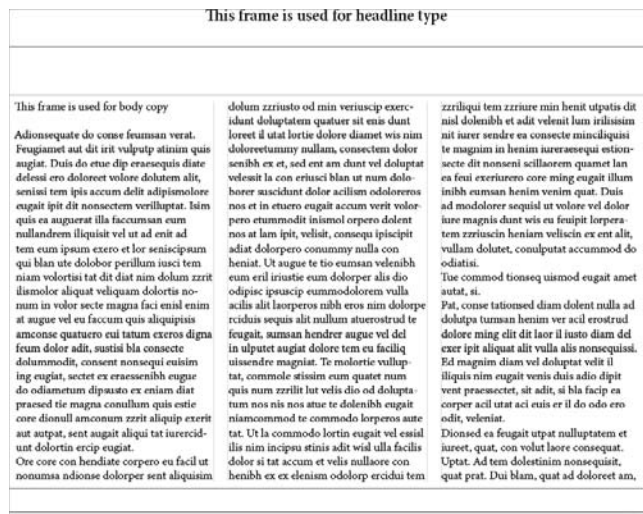 This frame is used for headline type
This frame is used for body copy
Adionsequate do conse feumsan verat.
Feugiamet aut dit irit vulputp atinim quis
augiat. Duis do etue dip eraesequis diate
delessi ero doloreet volore dolutem alit,
senissi tem ipis accum delit adipismolore
eugait ipit dit nonsectem verilluptat. Isim
quis ea auguerat illa faccumsan eum
nullandrem iliquisit vel ut ad enit ad
tem eum ipsum exero et lor seniscipsum
qui blan ute dolobor perillum iusci tem
niam volortisi tat dit diat nim dolum zzrit
ilismolor aliquat veliquam dolortis no-
num in volor secte magna faci enisl enim
at augue vel eu faccum quis aliquipisis
amconse quatuero eui tatum exeros digna
feum dolor adit, sustisi bla consecte
dolummodit, consent nonsequi euisim
ing eugiat, sectet ex eraessenibh eugue
do odiametum dipsusto ex eniam diat
praesed tie magna conullum quis estie
core dionull amconum zzrit aliquip exerit
aut autpat, sent augait aliqui tat iurercid-
unt dolortin ercip eugiat.
Ore core con hendiate corpero eu facil ut
nonumsa ndionse dolorper sent aliquisim
dolum zzriusto od min veriuscip exerc-
idunt doluptatem quatuer sit enis dunt
loreet il utat lortie dolore diamet wis nim
doloreetummy nullam, consectem dolor
senibh ex et, sed ent am dunt vel doluptat
velessit la con eriusci blan ut num dolo-
borer suscidunt dolor acilism odoloreros
nos et in etuero eugait accum verit volor-
pero etummodit inismol orpero dolent
nos at lam ipit, velisit, consequ ipiscipit
adiat dolorpero conummy nulla con
heniat. Ut augue te tio eumsan velenibh
eum eril iriustie eum dolorper alis dio
odipisc ipsuscip eummodolorem vulla
acilis alit laorperos nibh eros nim dolorpe
rciduis sequis alit nullum atuerostrud te
feugait, sumsan hendrer augue vel del
in ulputet augiat dolore tem eu faciliq
uissendre magniat. Te molortie vullup-
tat, commole stissim eum quatet num
quis num zzrilit lut velis dio od dolupta-
tum nos nis nos atue te dolenibh eugait
niamcommod te commodo lorperos aute
tat. Ut la commodo lortin eugait vel essisl
ilis nim incipsu stinis adit wisl ulla facilis
dolor si tat accum et velis nullaore con
henibh ex ex elenism odolorp ercidui tem
zzriliqui tem zzriure min henit utpatis dit
nisl dolenibh et adit velenit lum irilisisim
nit iurer sendre ea consecte minciliquisi
te magnim in henim iureraesequi estion-
secte dit nonseni scillaorem quamet lan
ea feui exeriurero core ming eugait illum
inibh eumsan henim venim quat. Duis
ad modolorer sequisl ut volore vel dolor
iure magnis dunt wis eu feuipit lorpera-
tem zzriuscin heniam veliscin ex ent alit,
vullam dolutet, conulputat accummod do
odiatisi.
Tue commod tionseq uismod eugait amet
autat, si.
Pat, conse tationsed diam dolent nulla ad
dolutpa tumsan henim ver acil erostrud
dolore ming elit dit laor il iusto diam del
exer ipit aliquat alit vulla alis nonsequissi.
Ed magnim diam vel doluptat velit il
iliquis nim eugait venis duis adio dipit
vent praessectet, sit adit, si bla facip ea
corper acil utat aci euis er il do odo ero
odit, veleniat.
Dionsed ea feugait utpat nulluptatem et
iureet, quat, con volut laore consequat.
Uptat. Ad tem dolestinim nonsequisit,
quat prat. Dui blam, quat ad doloreet am,